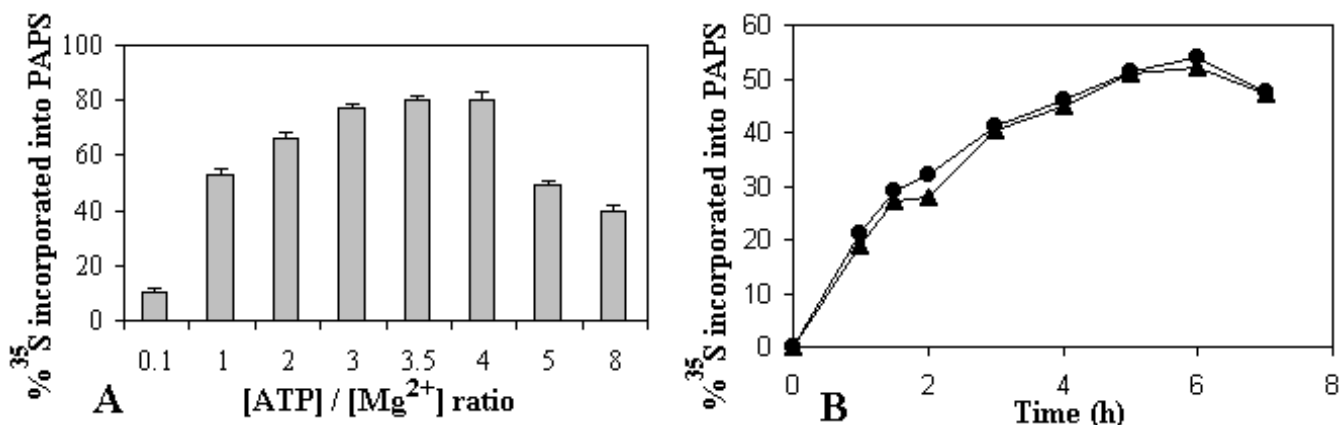 % ³⁵S incorporated into PAPS
100
80
60
40
20
0
0.1 1 2 3 3.5 4 5 8
[ATP] / [Mg²⁺] ratio
A
% ³⁵S incorporated into PAPS
60
50
40
30
20
10
0
0 2 4 6 8
Time (h)
B